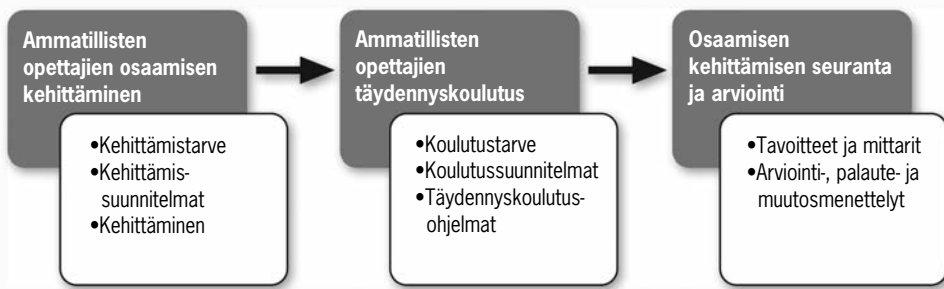 Ammatillisten
opettajien osaamisen
kehittäminen
•Kehittämistarve
•Kehittämis-
suunnitelmat
•Kehittäminen
Ammatillisten
opettajien
täydennyskoulutus
•Koulutustarve
•Koulutussuunnitelmat
•Täydennyskoulutus-
ohjelmat
Osaamisen
kehittämisen seuranta
ja arviointi
•Tavoitteet ja mittarit
•Arviointi-, palaute- ja
muutosmenettelyt